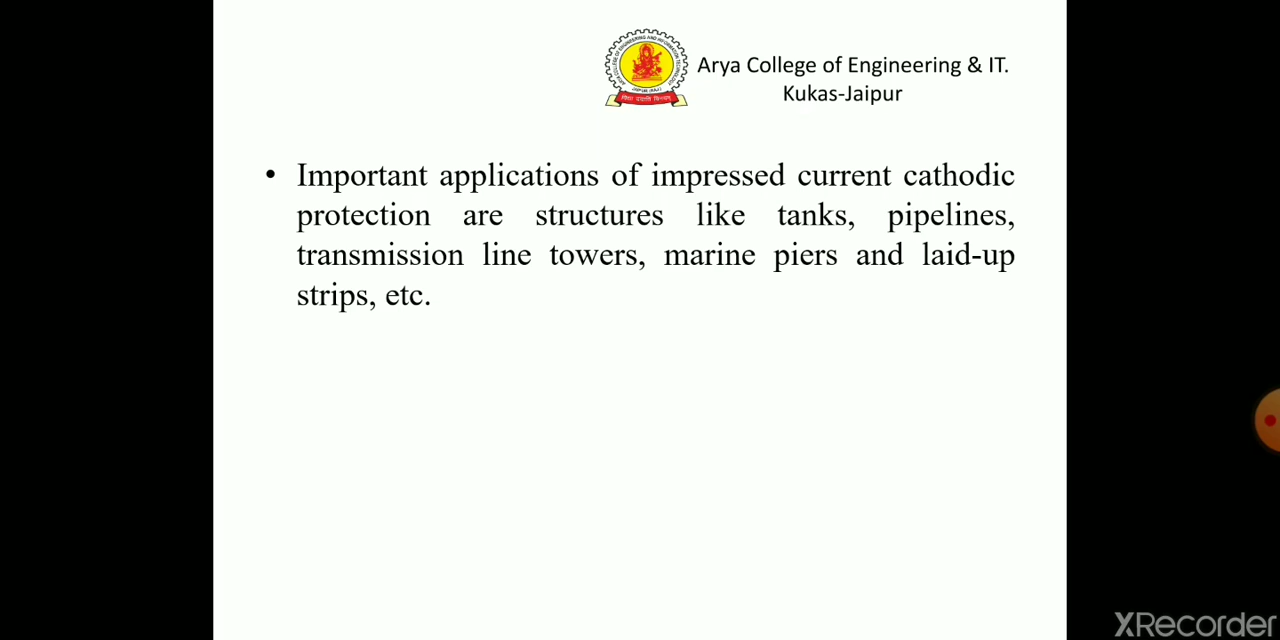 Arya College of Engineering & IT.
Kukas-Jaipur
• Important applications of impressed current cathodic
protection are structures like tanks, pipelines,
transmission line towers, marine piers and laid-up
strips, etc.
XRecorder